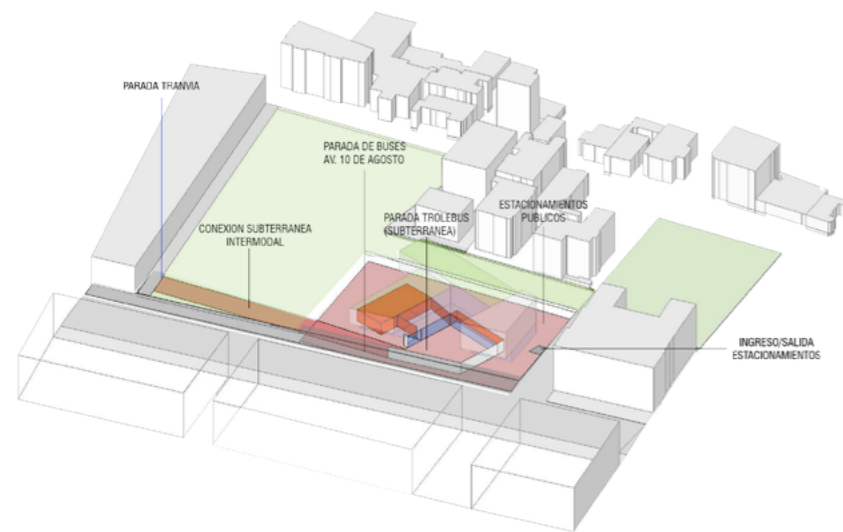 PARADA TRANVIA
PARADA DE BUSES
AV. 10 DE AGOSTO
CONEXION SUBTERRANEA
INTERMODAL
PARADA TROLEBUS
(SUBTERRANEA)
ESTACIONAMIENTOS
PUBLICOS
INGRESO/SALIDA
ESTACIONAMIENTOS